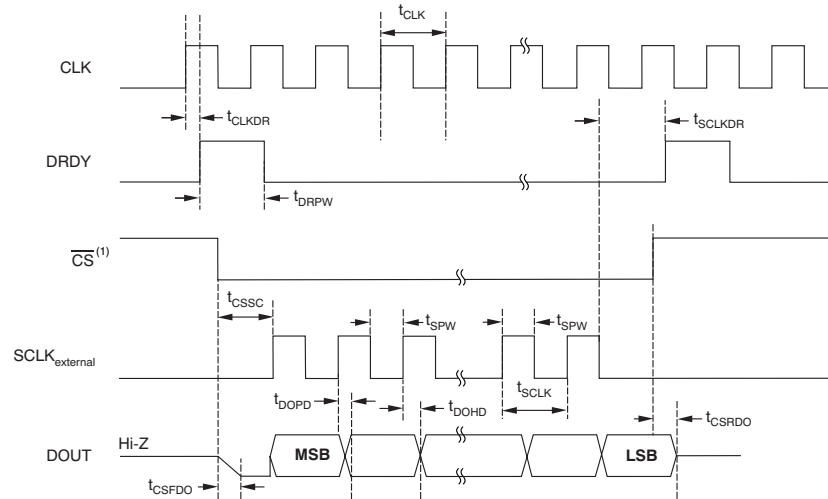 t_CLK
CLK
t_CLKDR
t_SCLKDR
DRDY
t_DRPW
CS(1)
t_CSSC
t_SPW
t_SPW
SCLK_external
t_SCLK
t_DOPD
t_DOHD
t_CSRDO
Hi-Z
DOUT
MSB
LSB
t_CSFDO